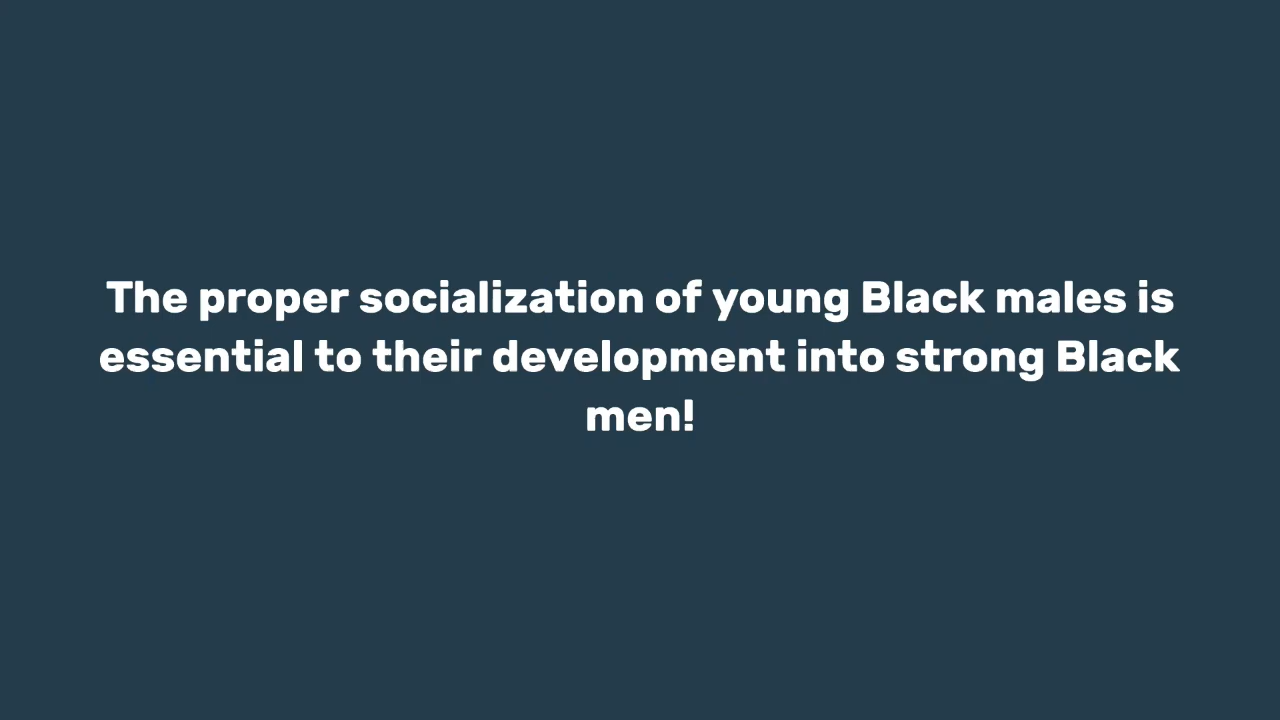 The proper socialization of young Black males is
essential to their development into strong Black
men!